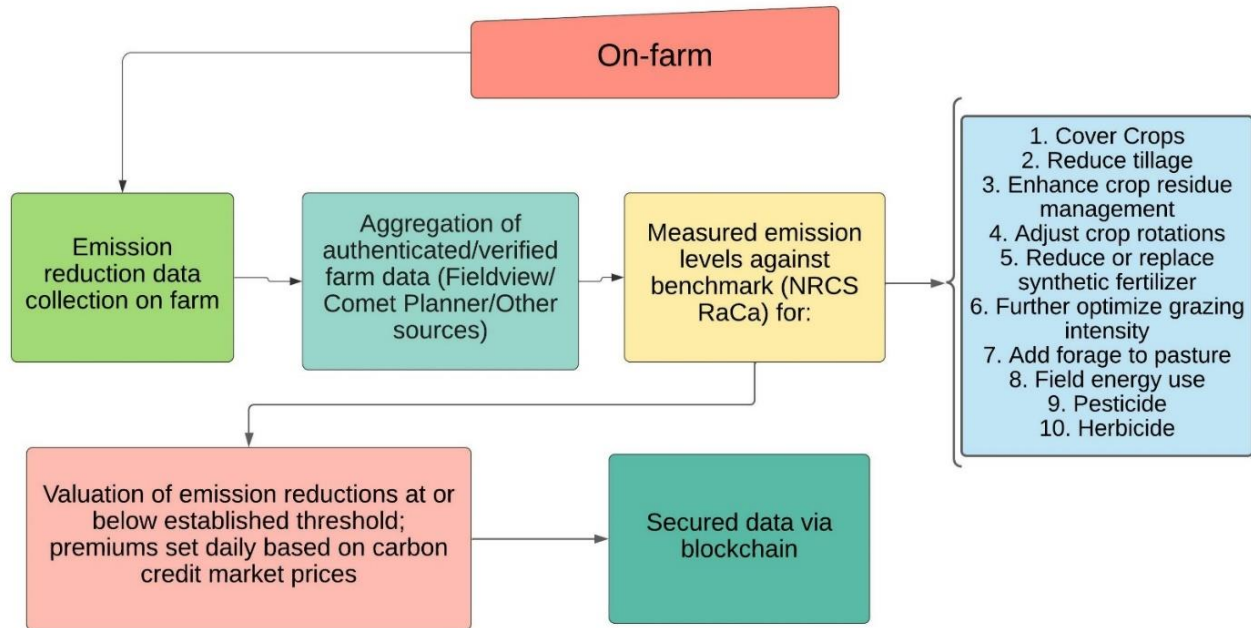 On-farm
Emission
reduction data
collection on farm
Aggregation of
authenticated/verified
farm data (Fieldview/
Comet Planner/Other
sources)
Measured emission
levels against
benchmark (NRCS
RaCa) for:
1. Cover Crops
2. Reduce tillage
3. Enhance crop residue
management
4. Adjust crop rotations
5. Reduce or replace
synthetic fertilizer
6. Further optimize grazing
intensity
7. Add forage to pasture
8. Field energy use
9. Pesticide
10. Herbicide
Valuation of emission reductions at or
below established threshold;
premiums set daily based on carbon
credit market prices
Secured data via
blockchain